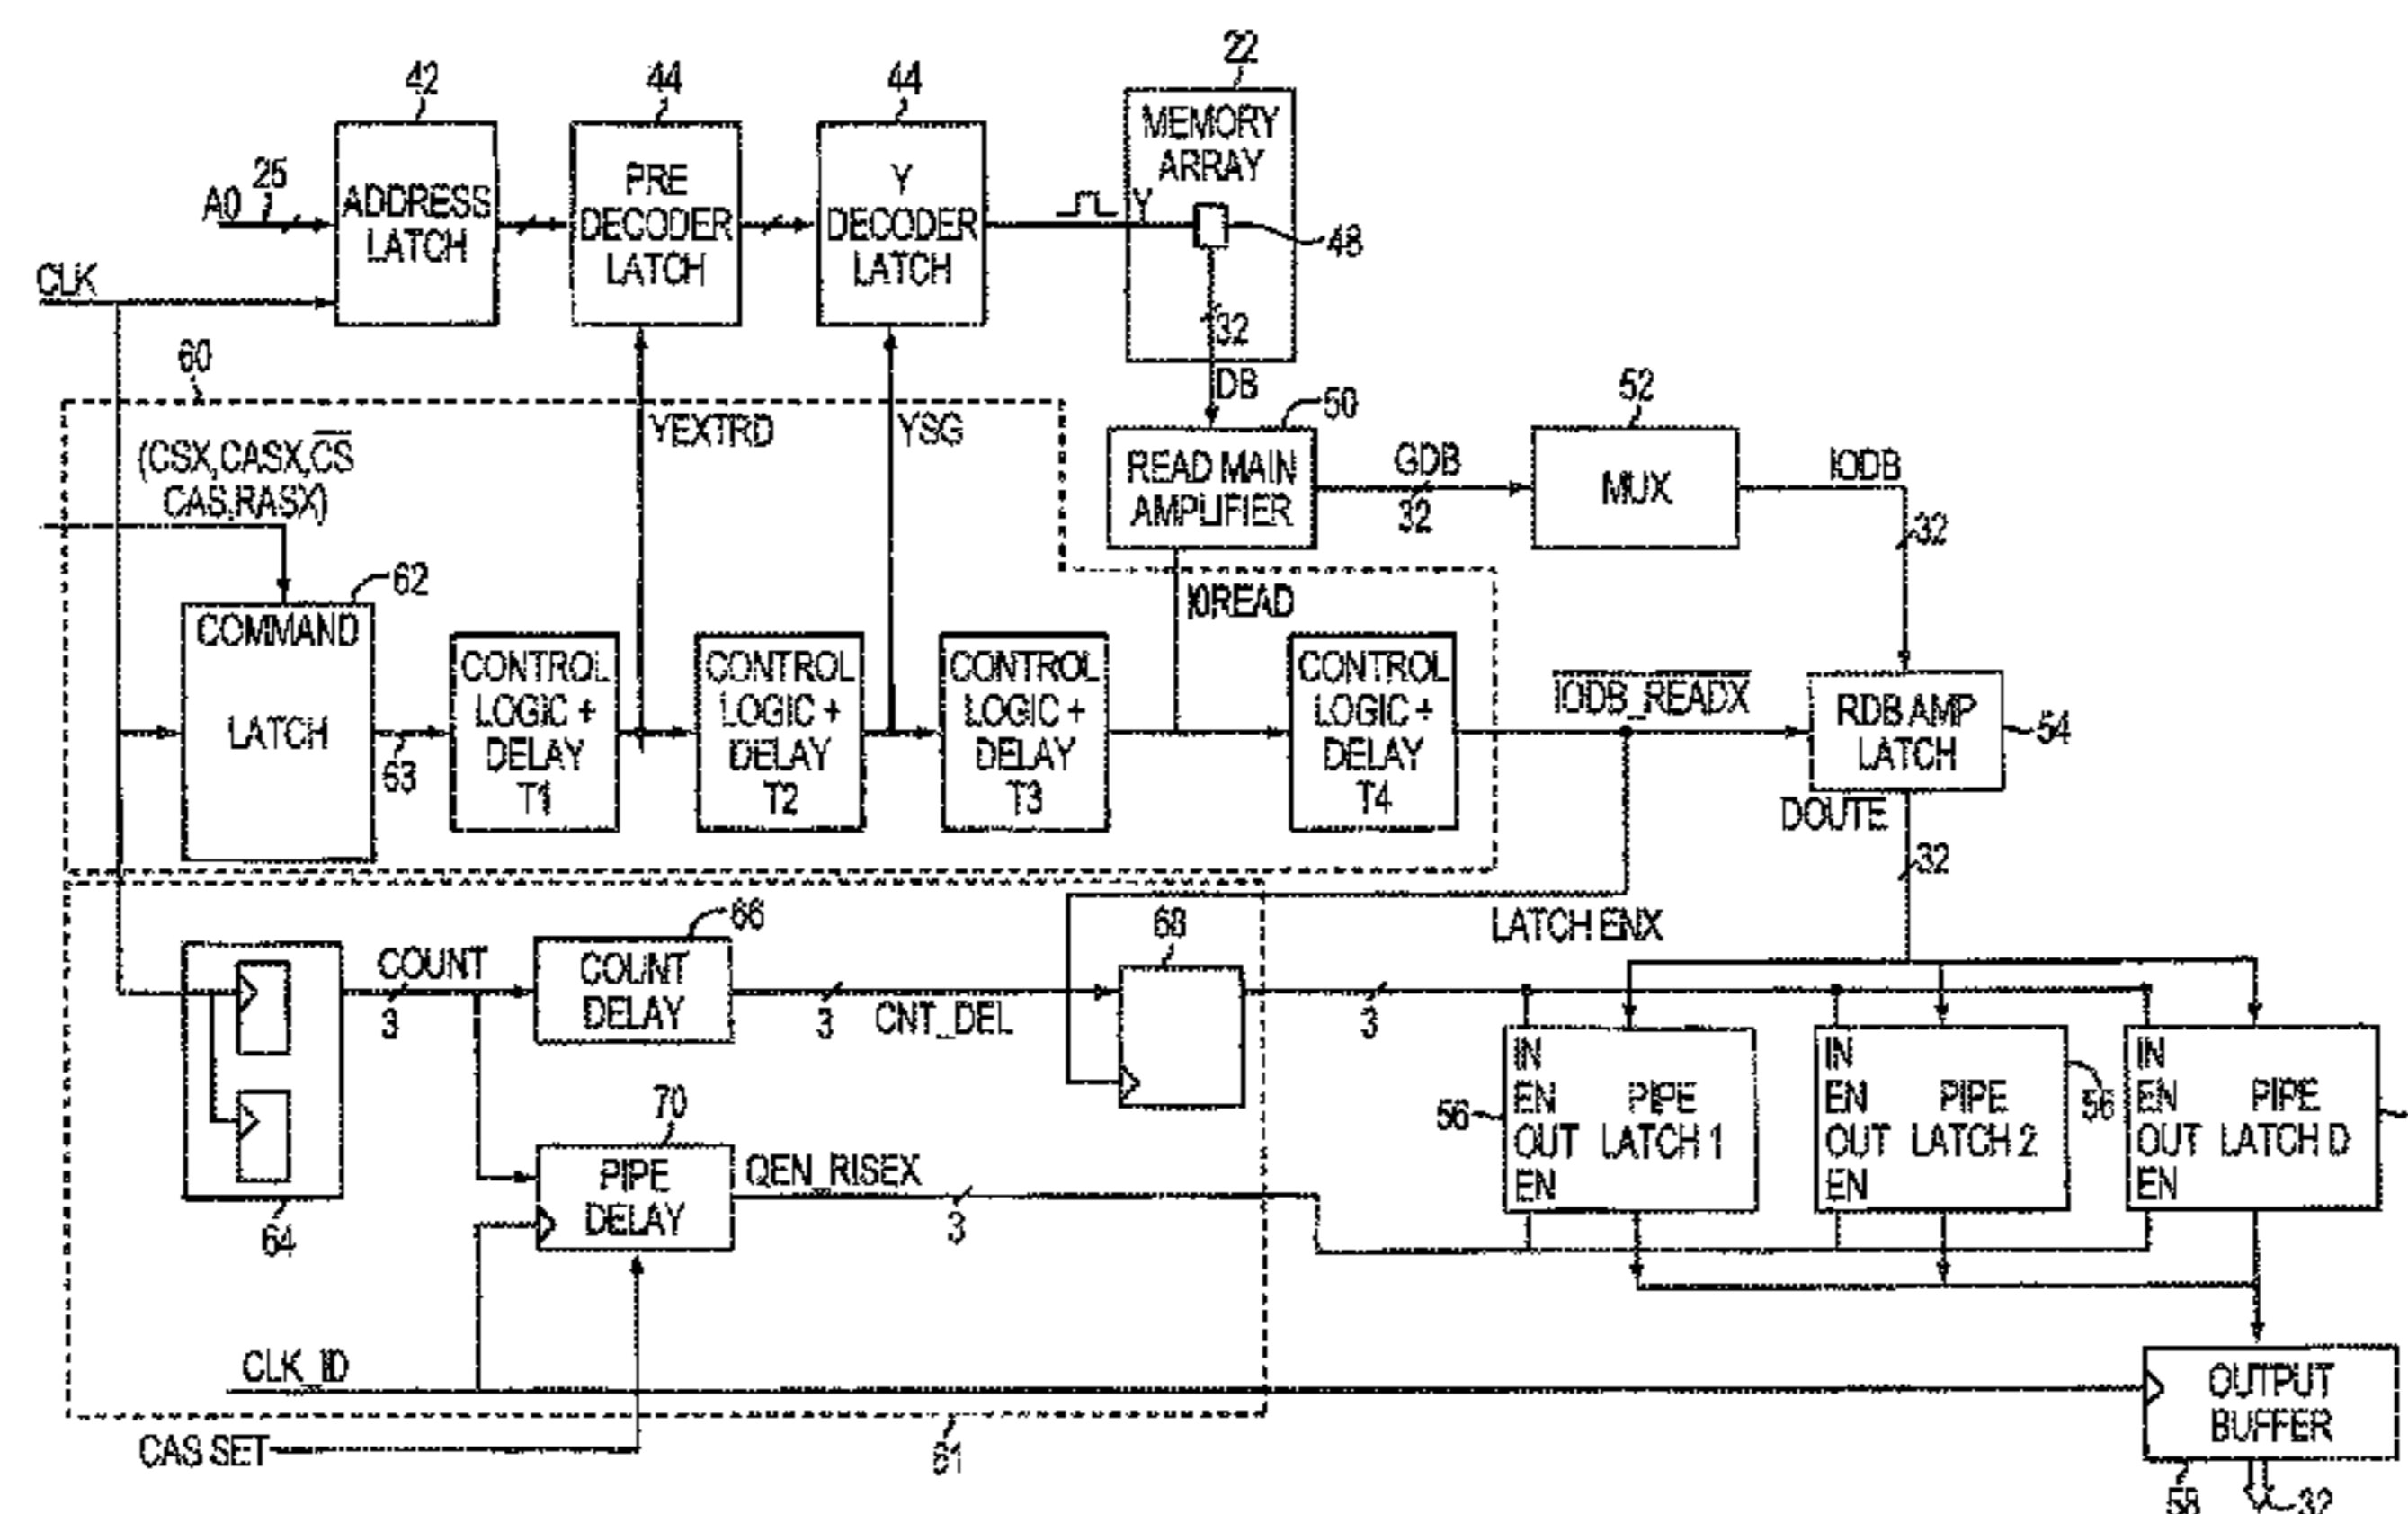 42
44
44
22
MEMORY
ARRAY
A0
25
ADDRESS
LATCH
PRE
DECODER
LATCH
Y
DECODER
LATCH
Y
48
CLK
32
DB
60
YEXTRD
YSG
50
52
(CSX,CASX,C̅S̅
CAS,RASX)
READ MAIN
AMPLIFIER
GDB
32
MUX
IODB
32
62
IOREAD
COMMAND
LATCH
63
CONTROL
LOGIC +
DELAY
T1
CONTROL
LOGIC +
DELAY
T2
CONTROL
LOGIC +
DELAY
T3
CONTROL
LOGIC +
DELAY
T4
IODB_READX
RDB AMP
LATCH
54
DOUTE
32
66
68
LATCH ENX
COUNT
3
COUNT
DELAY
3
CNT_DEL
3
64
70
PIPE
DELAY
QEN_RISEX
3
56
IN
EN
OUT
EN
PIPE
LATCH 1
IN
EN
OUT
EN
PIPE
LATCH 2
56
IN
EN
OUT
EN
PIPE
LATCH D
CLK_1D
CAS SET
61
OUTPUT
BUFFER
58
32